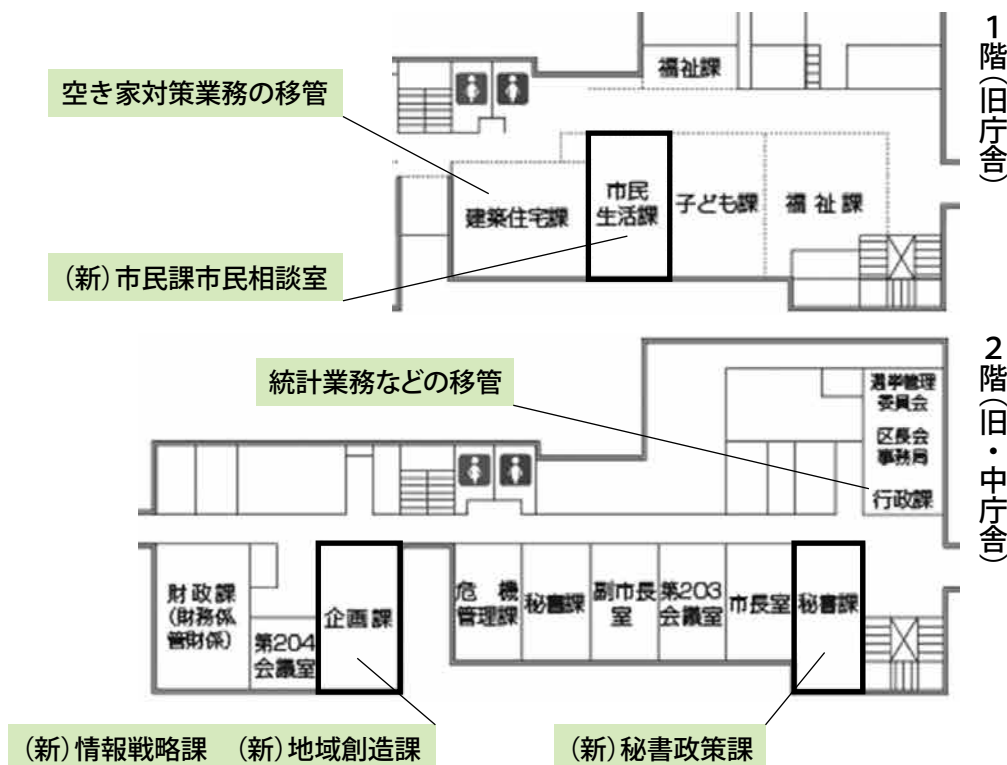 1階(旧庁舎)
福祉課
空き家対策業務の移管
建築住宅課
市民
生活課
子ども課
福祉課
(新)市民課市民相談室
2階(旧・中庁舎)
統計業務などの移管
選挙管理
委員会
区長会
事務局
行政課
財政課
(財務係
管財係)
第204
会議室
企画課
危機
管理課
秘書課
副市長
室
第203
会議室
市長室
秘書課
(新)情報戦略課 (新)地域創造課
(新)秘書政策課